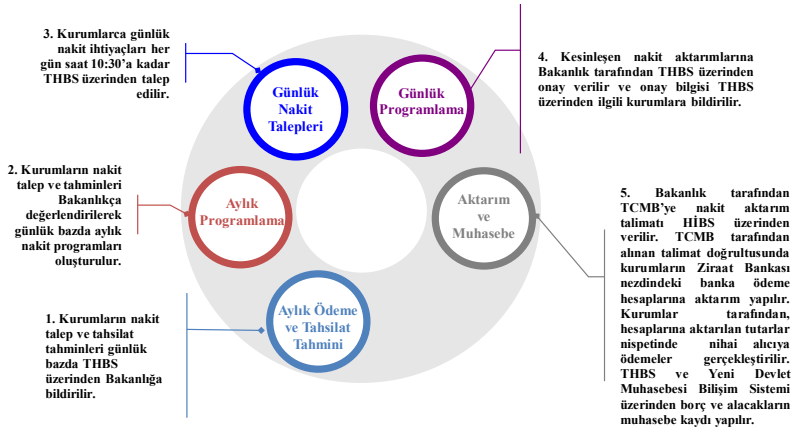 3. Kurumlarca günlük
nakit ihtiyaçları her
gün saat 10:30’a kadar
THBS üzerinden talep
edilir.
Günlük
Nakit
Talepleri
Günlük
Programlama
4. Kesinleşen nakit aktarımlarına
Bakanlık tarafından THBS üzerinden
onay verilir ve onay bilgisi THBS
üzerinden ilgili kurumlara bildirilir.
2. Kurumların nakit
talep ve tahminleri
Bakanlıkça
değerlendirilerek
günlük bazda aylık
nakit programları
oluşturulur.
Aylık
Programlama
Aktarım
ve
Muhasebe
5. Bakanlık tarafından
TCMB’ye nakit aktarım
talimatı HİBS üzerinden
verilir. TCMB tarafından
alınan talimat doğrultusunda
kurumların Ziraat Bankası
nezdindeki banka ödeme
hesaplarına aktarım yapılır.
Kurumlar tarafından,
hesaplarına aktarılan tutarlar
nispetinde nihai alıcıya
ödemeler gerçekleştirilir.
THBS ve Yeni Devlet
Muhasebesi Bilişim Sistemi
üzerinden borç ve alacakların
muhasebe kaydı yapılır.
1. Kurumların nakit
talep ve tahsilat
tahminleri günlük
bazda THBS
üzerinden Bakanlığa
bildirilir.
Aylık Ödeme
ve Tahsilat
Tahmini